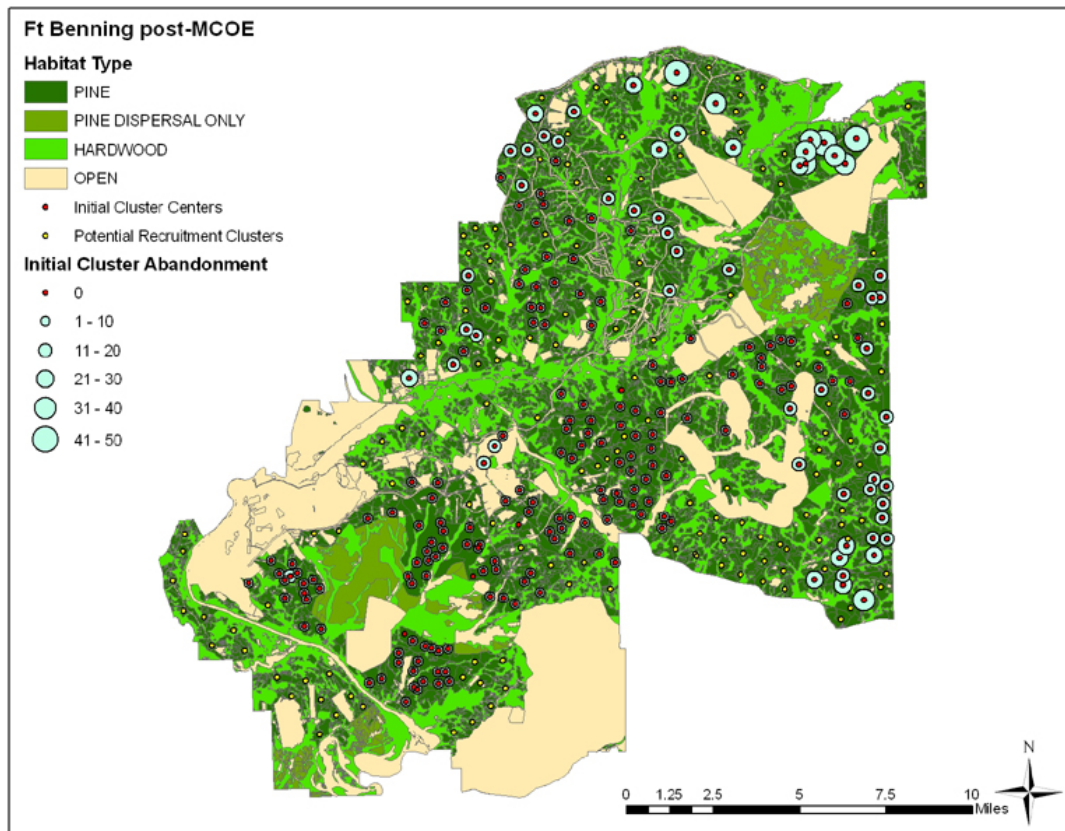 Ft Benning post-MCOE
Habitat Type
PINE
PINE DISPERSAL ONLY
HARDWOOD
OPEN
Initial Cluster Centers
Potential Recruitment Clusters
Initial Cluster Abandonment
0
1 - 10
11 - 20
21 - 30
31 - 40
41 - 50
N
0 1.25 2.5 5 7.5 10
Miles